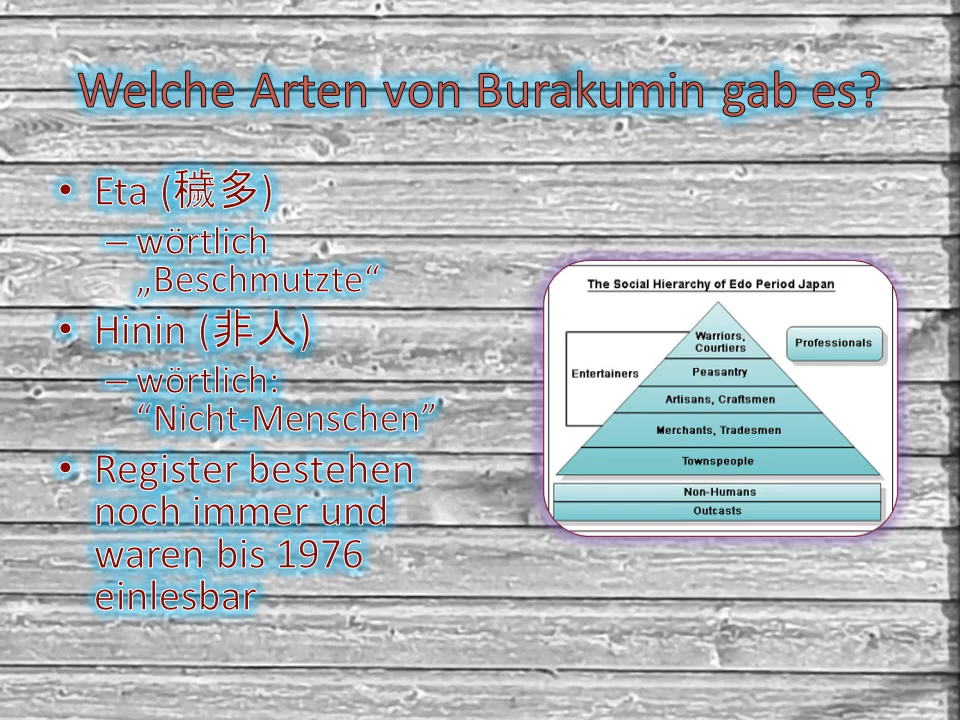 Welche Arten von Burakumin gab es?
• Eta (穢多)
– wörtlich
„Beschmutzte“
• Hinin (非人)
– wörtlich:
“Nicht-Menschen”
• Register bestehen
noch immer und
waren bis 1976
einlesbar
The Social Hierarchy of Edo Period Japan
Warriors,
Courtiers
Professionals
Entertainers
Peasantry
Artisans, Craftsmen
Merchants, Tradesmen
Townspeople
Non-Humans
Outcasts